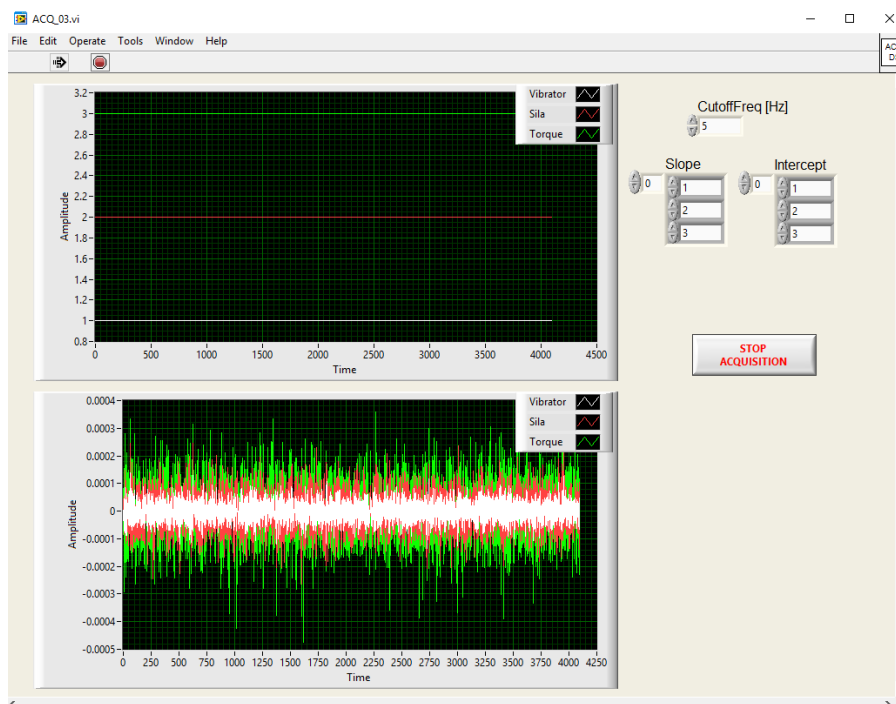 ACQ_03.vi
File Edit Operate Tools Window Help
AC
D
3.2
3
2.8
2.6
2.4
2.2
2
1.8
1.6
1.4
1.2
1
0.8
Amplitude
0 500 1000 1500 2000 2500 3000 3500 4000 4500
Time
Vibrator
Sila
Torque
CutoffFreq [Hz]
5
Slope
0
1
2
3
Intercept
0
1
2
3
STOP
ACQUISITION
0.0004
0.0003
0.0002
0.0001
0
-0.0001
-0.0002
-0.0003
-0.0004
-0.0005
Amplitude
0 250 500 750 1000 1250 1500 1750 2000 2250 2500 2750 3000 3250 3500 3750 4000 4250
Time
Vibrator
Sila
Torque